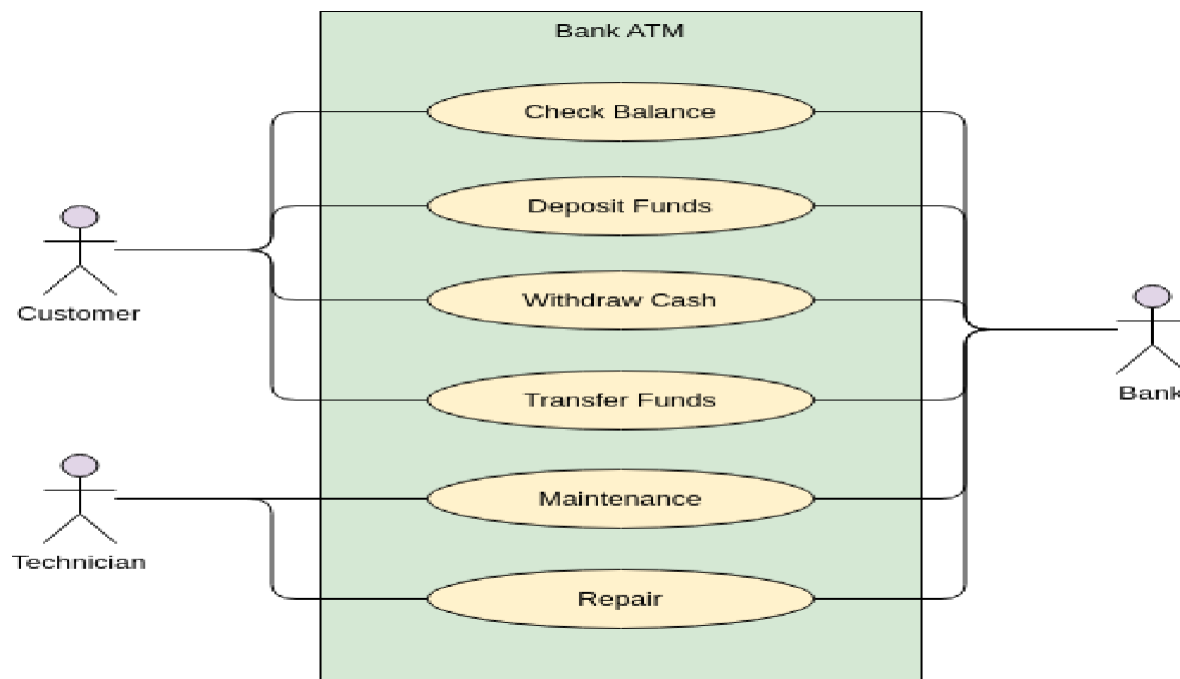 Bank ATM
Check Balance
Deposit Funds
Withdraw Cash
Customer
Transfer Funds
Bank
Maintenance
Technician
Repair